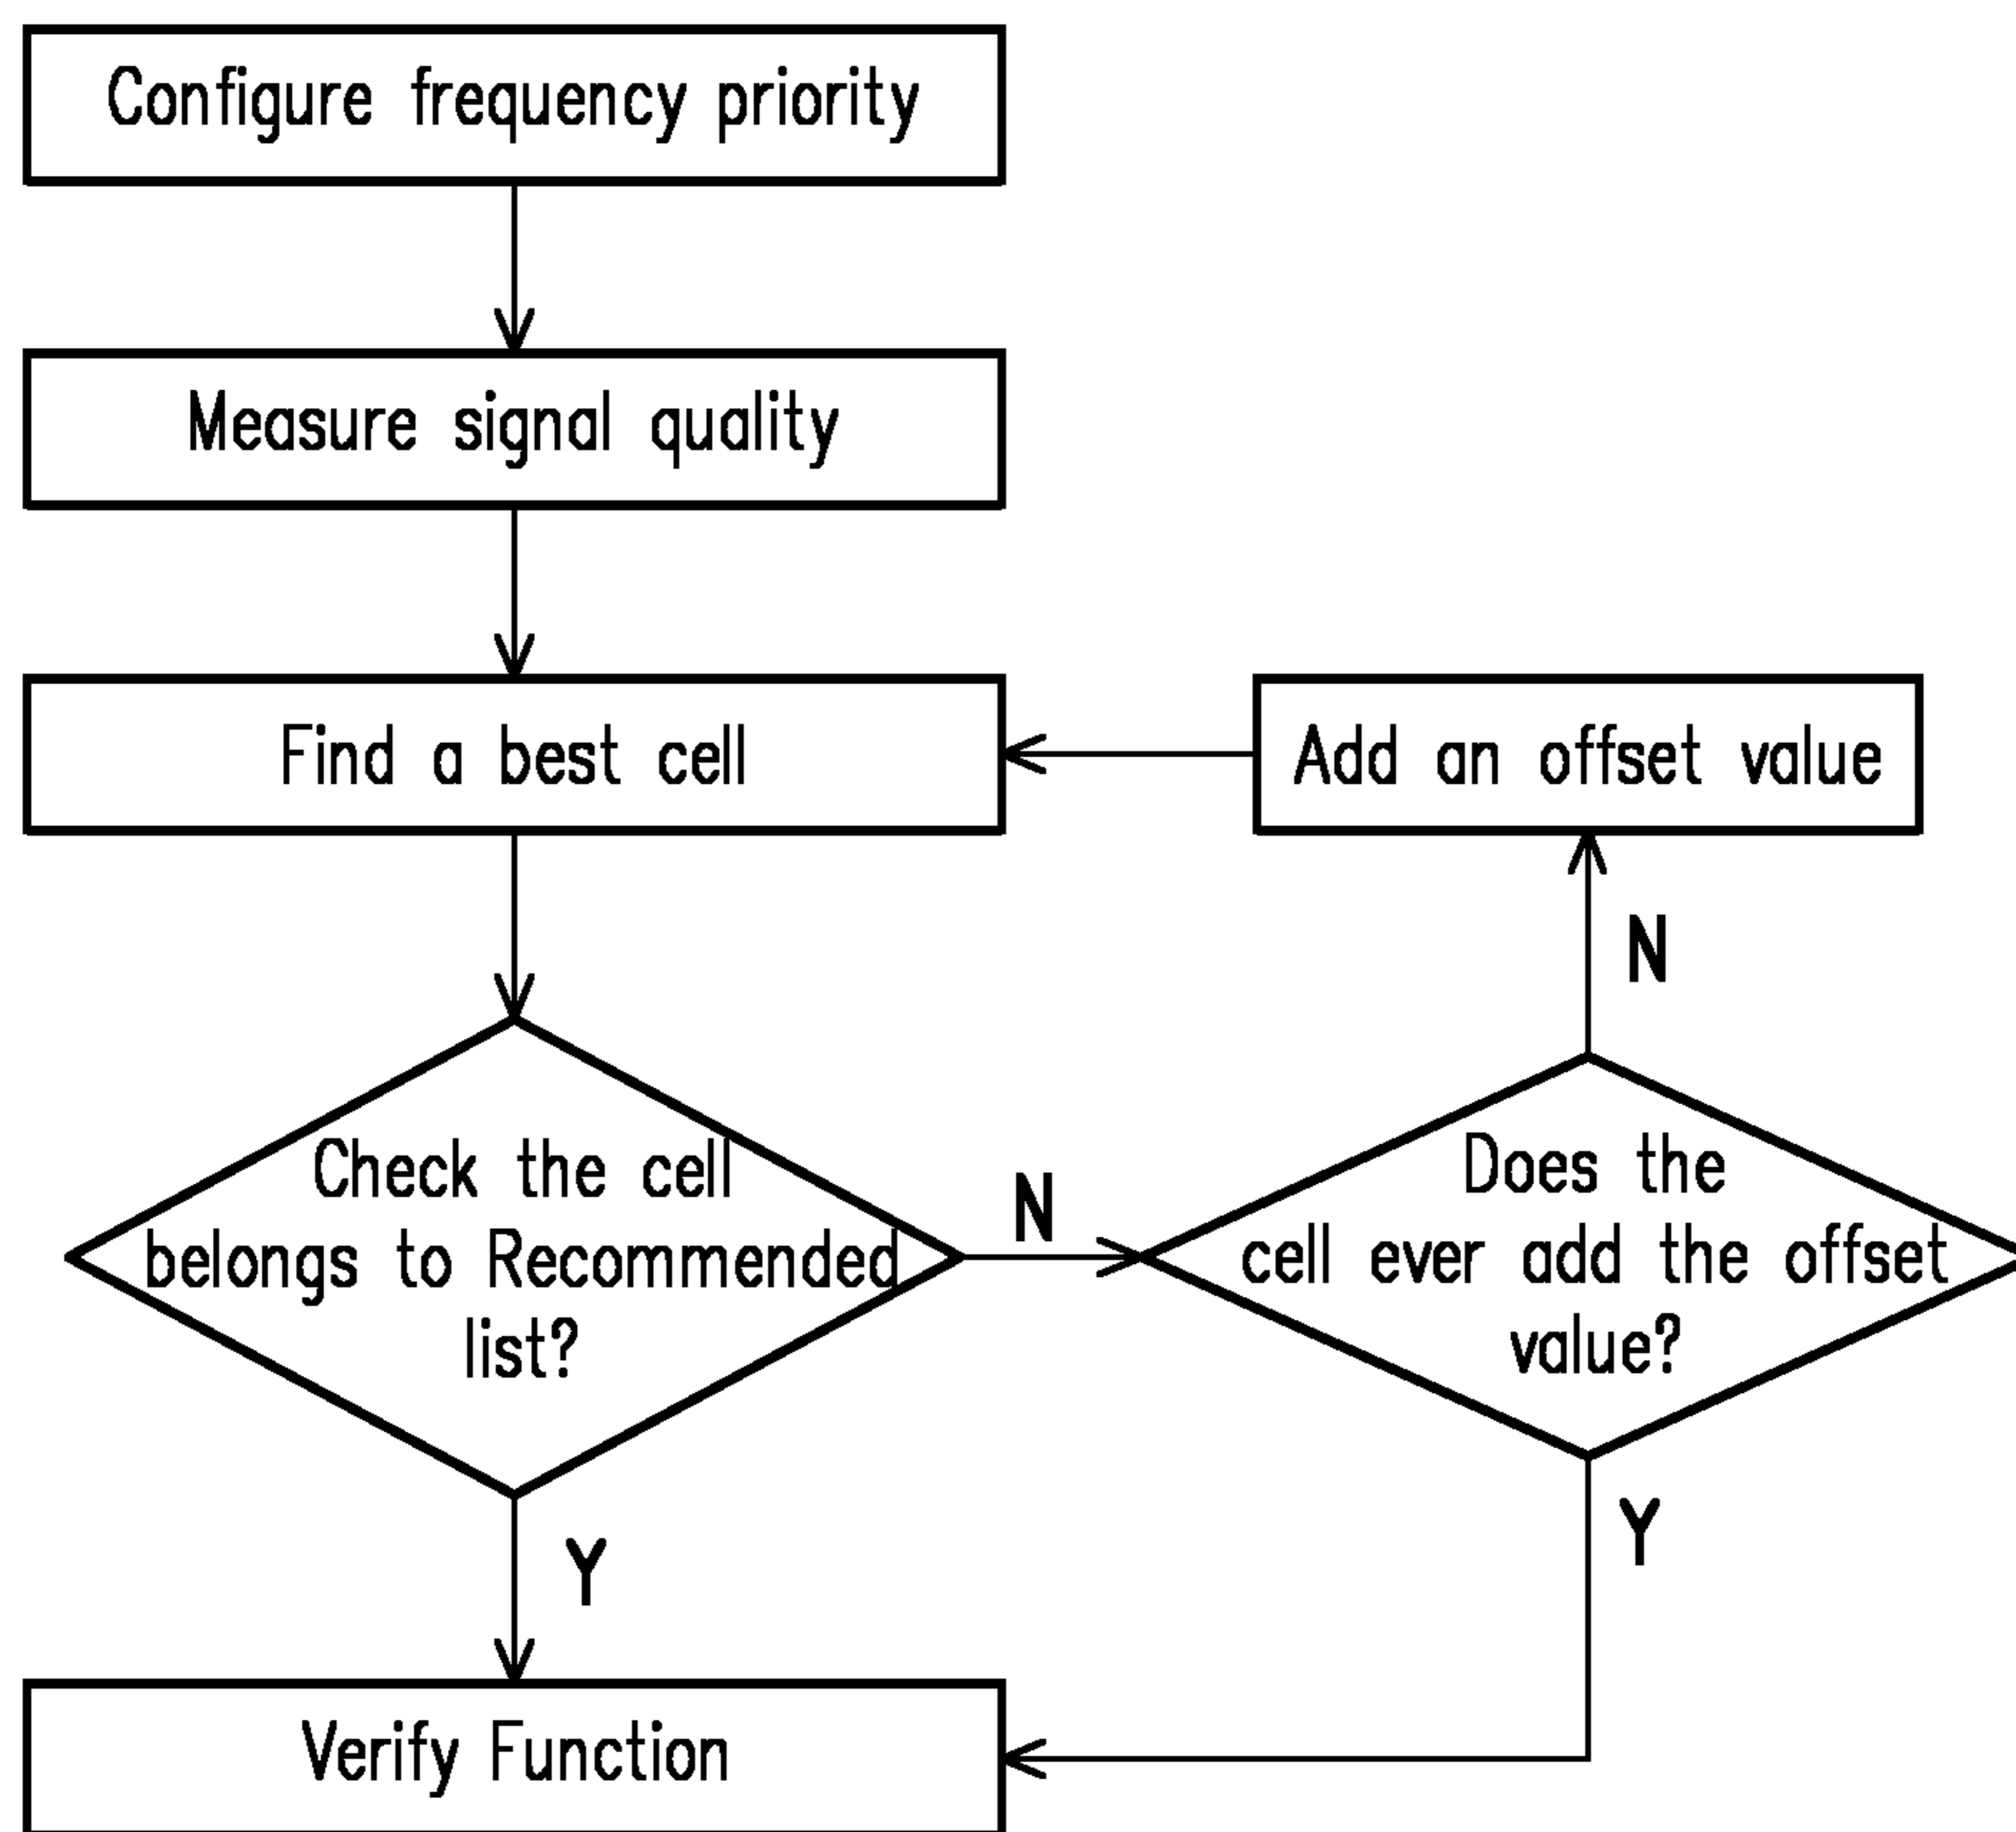 Configure frequency priority
Measure signal quality
Find a best cell
Add an offset value
N
Check the cell
belongs to Recommended
list?
N
Does the
cell ever add the offset
value?
Y
Y
Verify Function